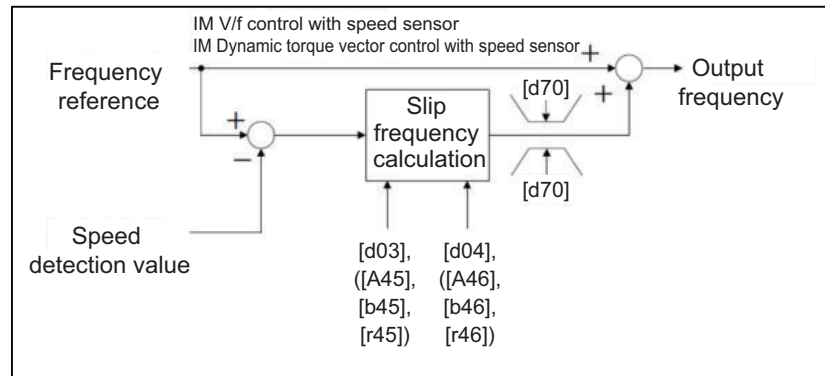 IM V/f control with speed sensor
IM Dynamic torque vector control with speed sensor
Frequency
reference
+
+
[d70]
Output
frequency
+
−
Slip
frequency
calculation
[d70]
Speed
detection value
[d03],
([A45],
[b45],
[r45])
[d04],
([A46],
[b46],
[r46])